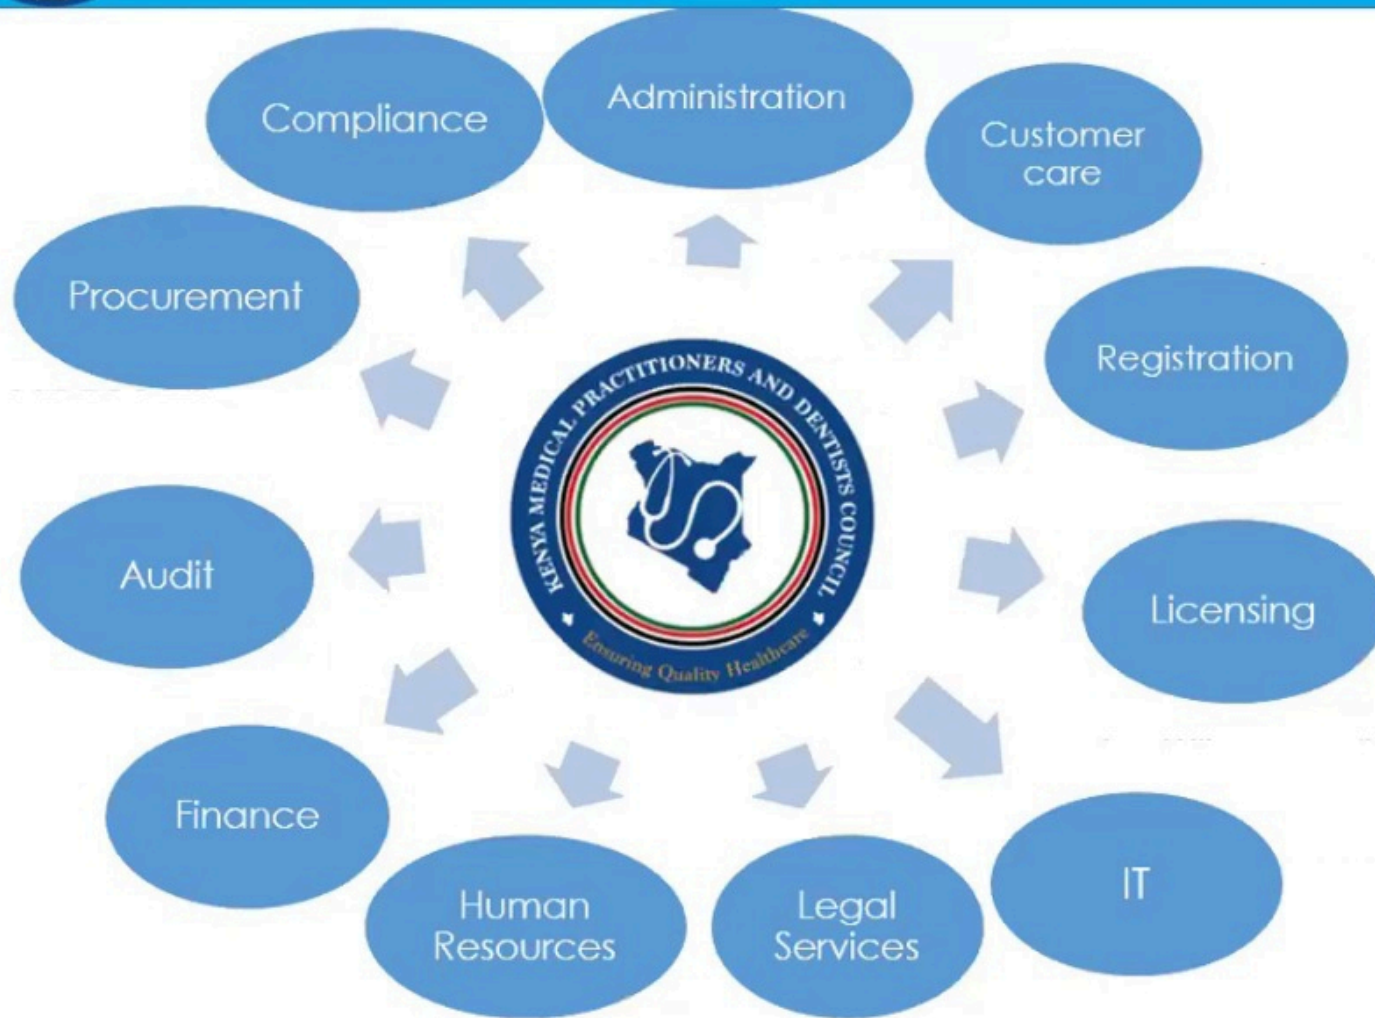 Administration
Compliance
Customer
care
Procurement
Registration
KENYA MEDICAL PRACTITIONERS AND DENTISTS COUNCIL
Ensuring Quality Healthcare
Audit
Licensing
Finance
IT
Human
Resources
Legal
Services